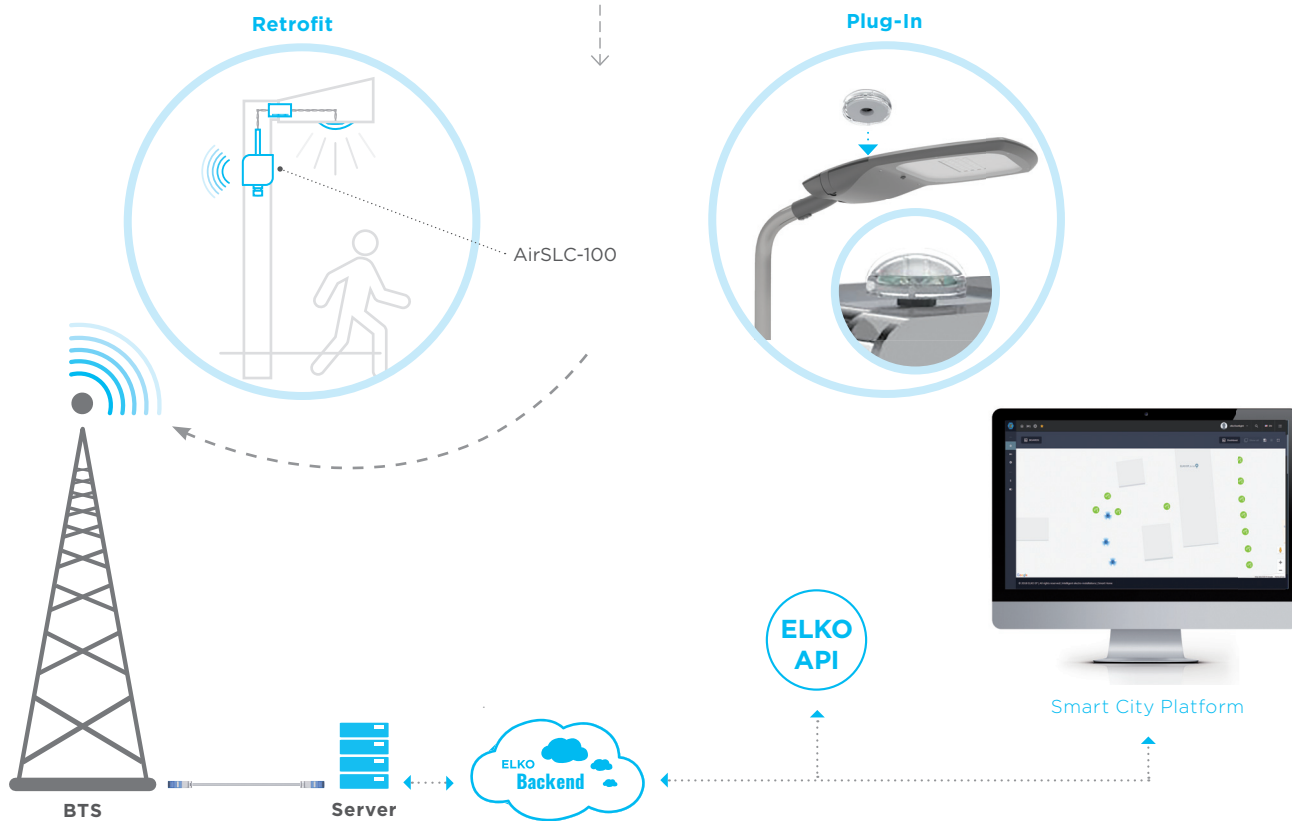 Retrofit
Plug-In
AirSLC-100
ELKO
API
Smart City Platform
ELKO
Backend
BTS
Server